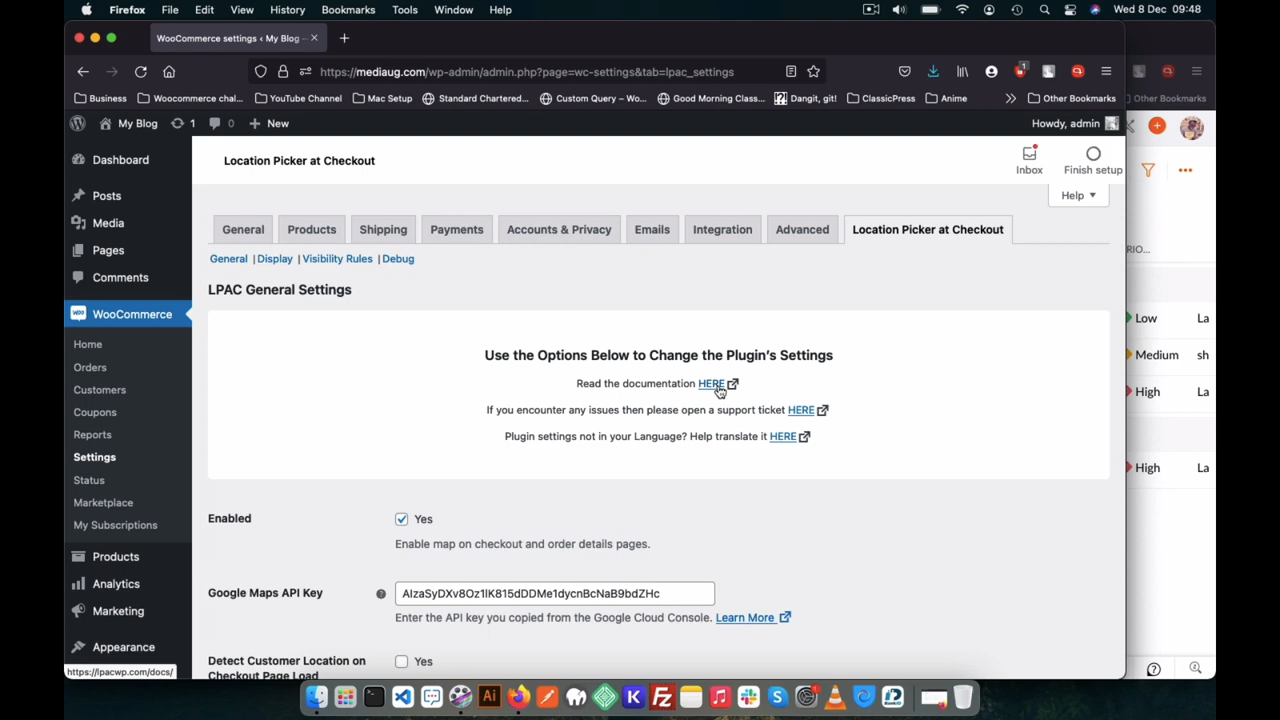 Firefox File Edit View History Bookmarks Tools Window Help Wed 8 Dec 09:48
WooCommerce settings ‹ My Blog –
https://mediaug.com/wp-admin/admin.php?page=wc-settings&tab=lpac_settings
Business Woocommerce chal... YouTube Channel Mac Setup Standard Chartered... Custom Query – Wo... Good Morning Class... Dangit, git! ClassicPress Anime Other Bookmarks
Other Bookmarks
My Blog 1 0 New Howdy, admin
Location Picker at Checkout
Inbox
Finish setup
Help
Dashboard
Posts
Media
Pages
Comments
WooCommerce
Home
Orders
Customers
Coupons
Reports
Settings
Status
Marketplace
My Subscriptions
Products
Analytics
Marketing
Appearance
https://lpacwp.com/docs/
General Products Shipping Payments Accounts & Privacy Emails Integration Advanced Location Picker at Checkout
General | Display | Visibility Rules | Debug
LPAC General Settings
Use the Options Below to Change the Plugin's Settings
Read the documentation HERE
If you encounter any issues then please open a support ticket HERE
Plugin settings not in your Language? Help translate it HERE
Enabled
Yes
Enable map on checkout and order details pages.
Google Maps API Key
AIzaSyDXv8Oz1lK815dDDMe1dycnBcNaB9bdZHc
Enter the API key you copied from the Google Cloud Console. Learn More
Detect Customer Location on
Checkout Page Load
Yes
RIO...
Low La
Medium sh
High La
High La